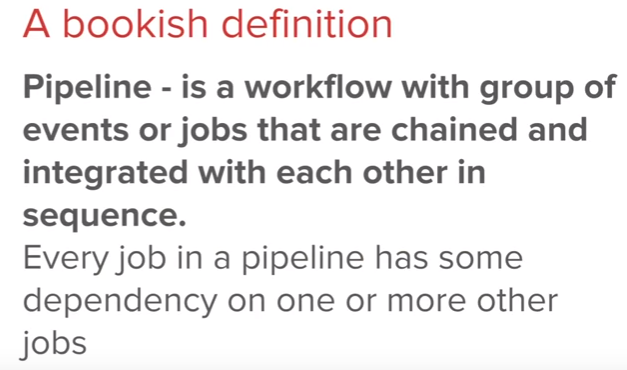 A bookish definition
Pipeline - is a workflow with group of
events or jobs that are chained and
integrated with each other in
sequence.
Every job in a pipeline has some
dependency on one or more other
jobs